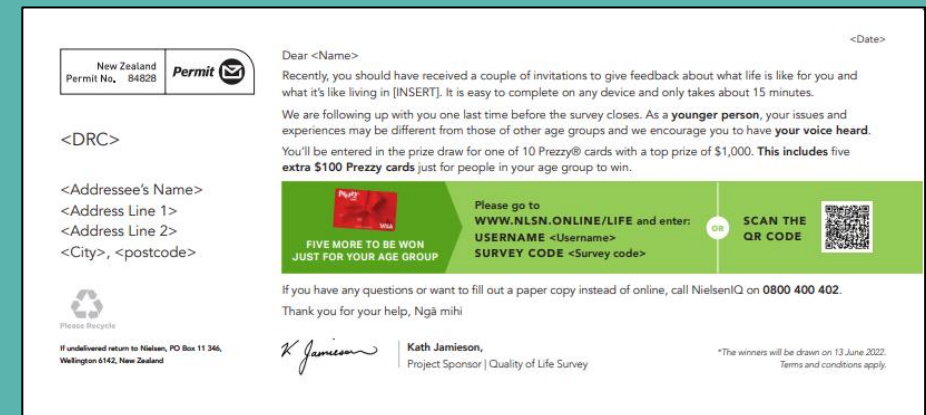 <Date>
New Zealand
Permit No. 84828
Permit
<DRC>
<Addressee's Name>
<Address Line 1>
<Address Line 2>
<City>, <postcode>
Please Recycle
If undelivered return to Nielsen, PO Box 11 346,
Wellington 6142, New Zealand
Dear <Name>
Recently, you should have received a couple of invitations to give feedback about what life is like for you and
what it's like living in [INSERT]. It is easy to complete on any device and only takes about 15 minutes.
We are following up with you one last time before the survey closes. As a younger person, your issues and
experiences may be different from those of other age groups and we encourage you to have your voice heard.
You'll be entered in the prize draw for one of 10 Prezzy® cards with a top prize of $1,000. This includes five
extra $100 Prezzy cards just for people in your age group to win.
Prezzy
VISA
FIVE MORE TO BE WON
JUST FOR YOUR AGE GROUP
Please go to
WWW.NLSN.ONLINE/LIFE and enter:
USERNAME <Username>
SURVEY CODE <Survey code>
OR
SCAN THE
QR CODE
If you have any questions or want to fill out a paper copy instead of online, call NielsenIQ on 0800 400 402.
Thank you for your help, Ngā mihi
K Jamieson
Kath Jamieson,
Project Sponsor | Quality of Life Survey
*The winners will be drawn on 13 June 2022.
Terms and conditions apply.